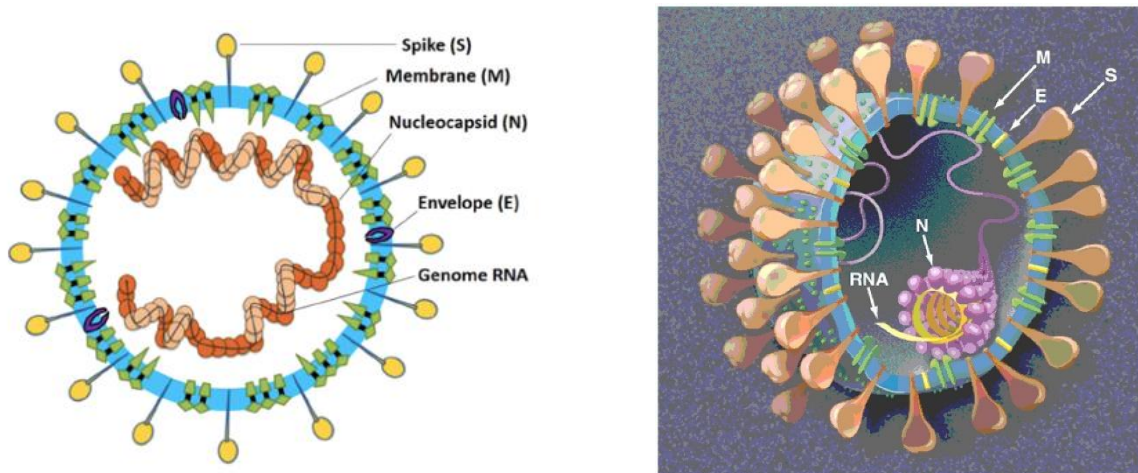 Spike (S)
Membrane (M)
Nucleocapsid (N)
Envelope (E)
Genome RNA
M
S
E
N
RNA